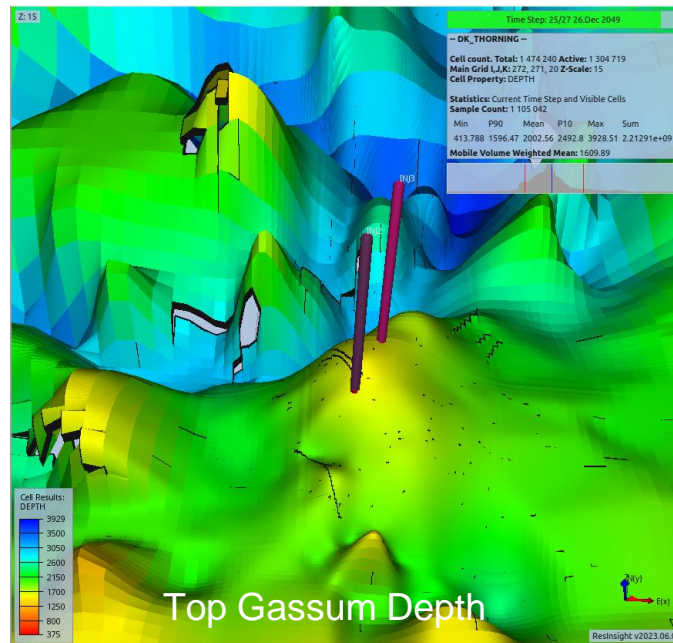 Z: 15
Time Step: 25/27 26.Dec 2049
-- DK_THORNING --
Cell count. Total: 1 474 240 Active: 1 304 719
Main Grid I,J,K: 272, 271, 20 Z-Scale: 15
Cell Property: DEPTH
Statistics: Current Time Step and Visible Cells
Sample Count: 1 105 042
Min P90 Mean P10 Max Sum
413.788 1596.47 2002.56 2492.8 3928.51 2.21291e+09
Mobile Volume Weighted Mean: 1609.89
INJ3
INJ2
Cell Results:
DEPTH
3929
3500
3050
2600
2150
1700
1250
800
375
Top Gassum Depth
E(x)
ResInsight v2023.06.0